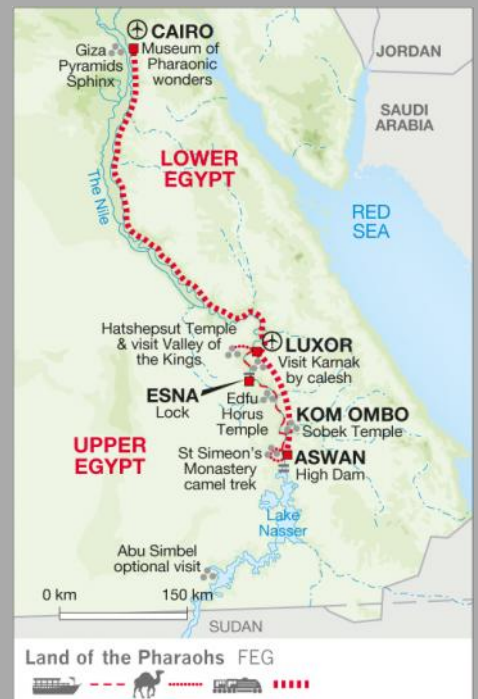 CAIRO
Giza
Pyramids
Sphinx
Museum of
Pharaonic
wonders
JORDAN
SAUDI
ARABIA
LOWER
EGYPT
The Nile
RED
SEA
Hatshepsut Temple
& visit Valley of
the Kings
LUXOR
Visit Karnak
by calesh
ESNA
Lock
Edfu
Horus
Temple
KOM OMBO
Sobek Temple
UPPER
EGYPT
St Simeon's
Monastery
camel trek
ASWAN
High Dam
Lake
Nasser
Abu Simbel
optional visit
0 km 150 km
SUDAN
Land of the Pharaohs FEG